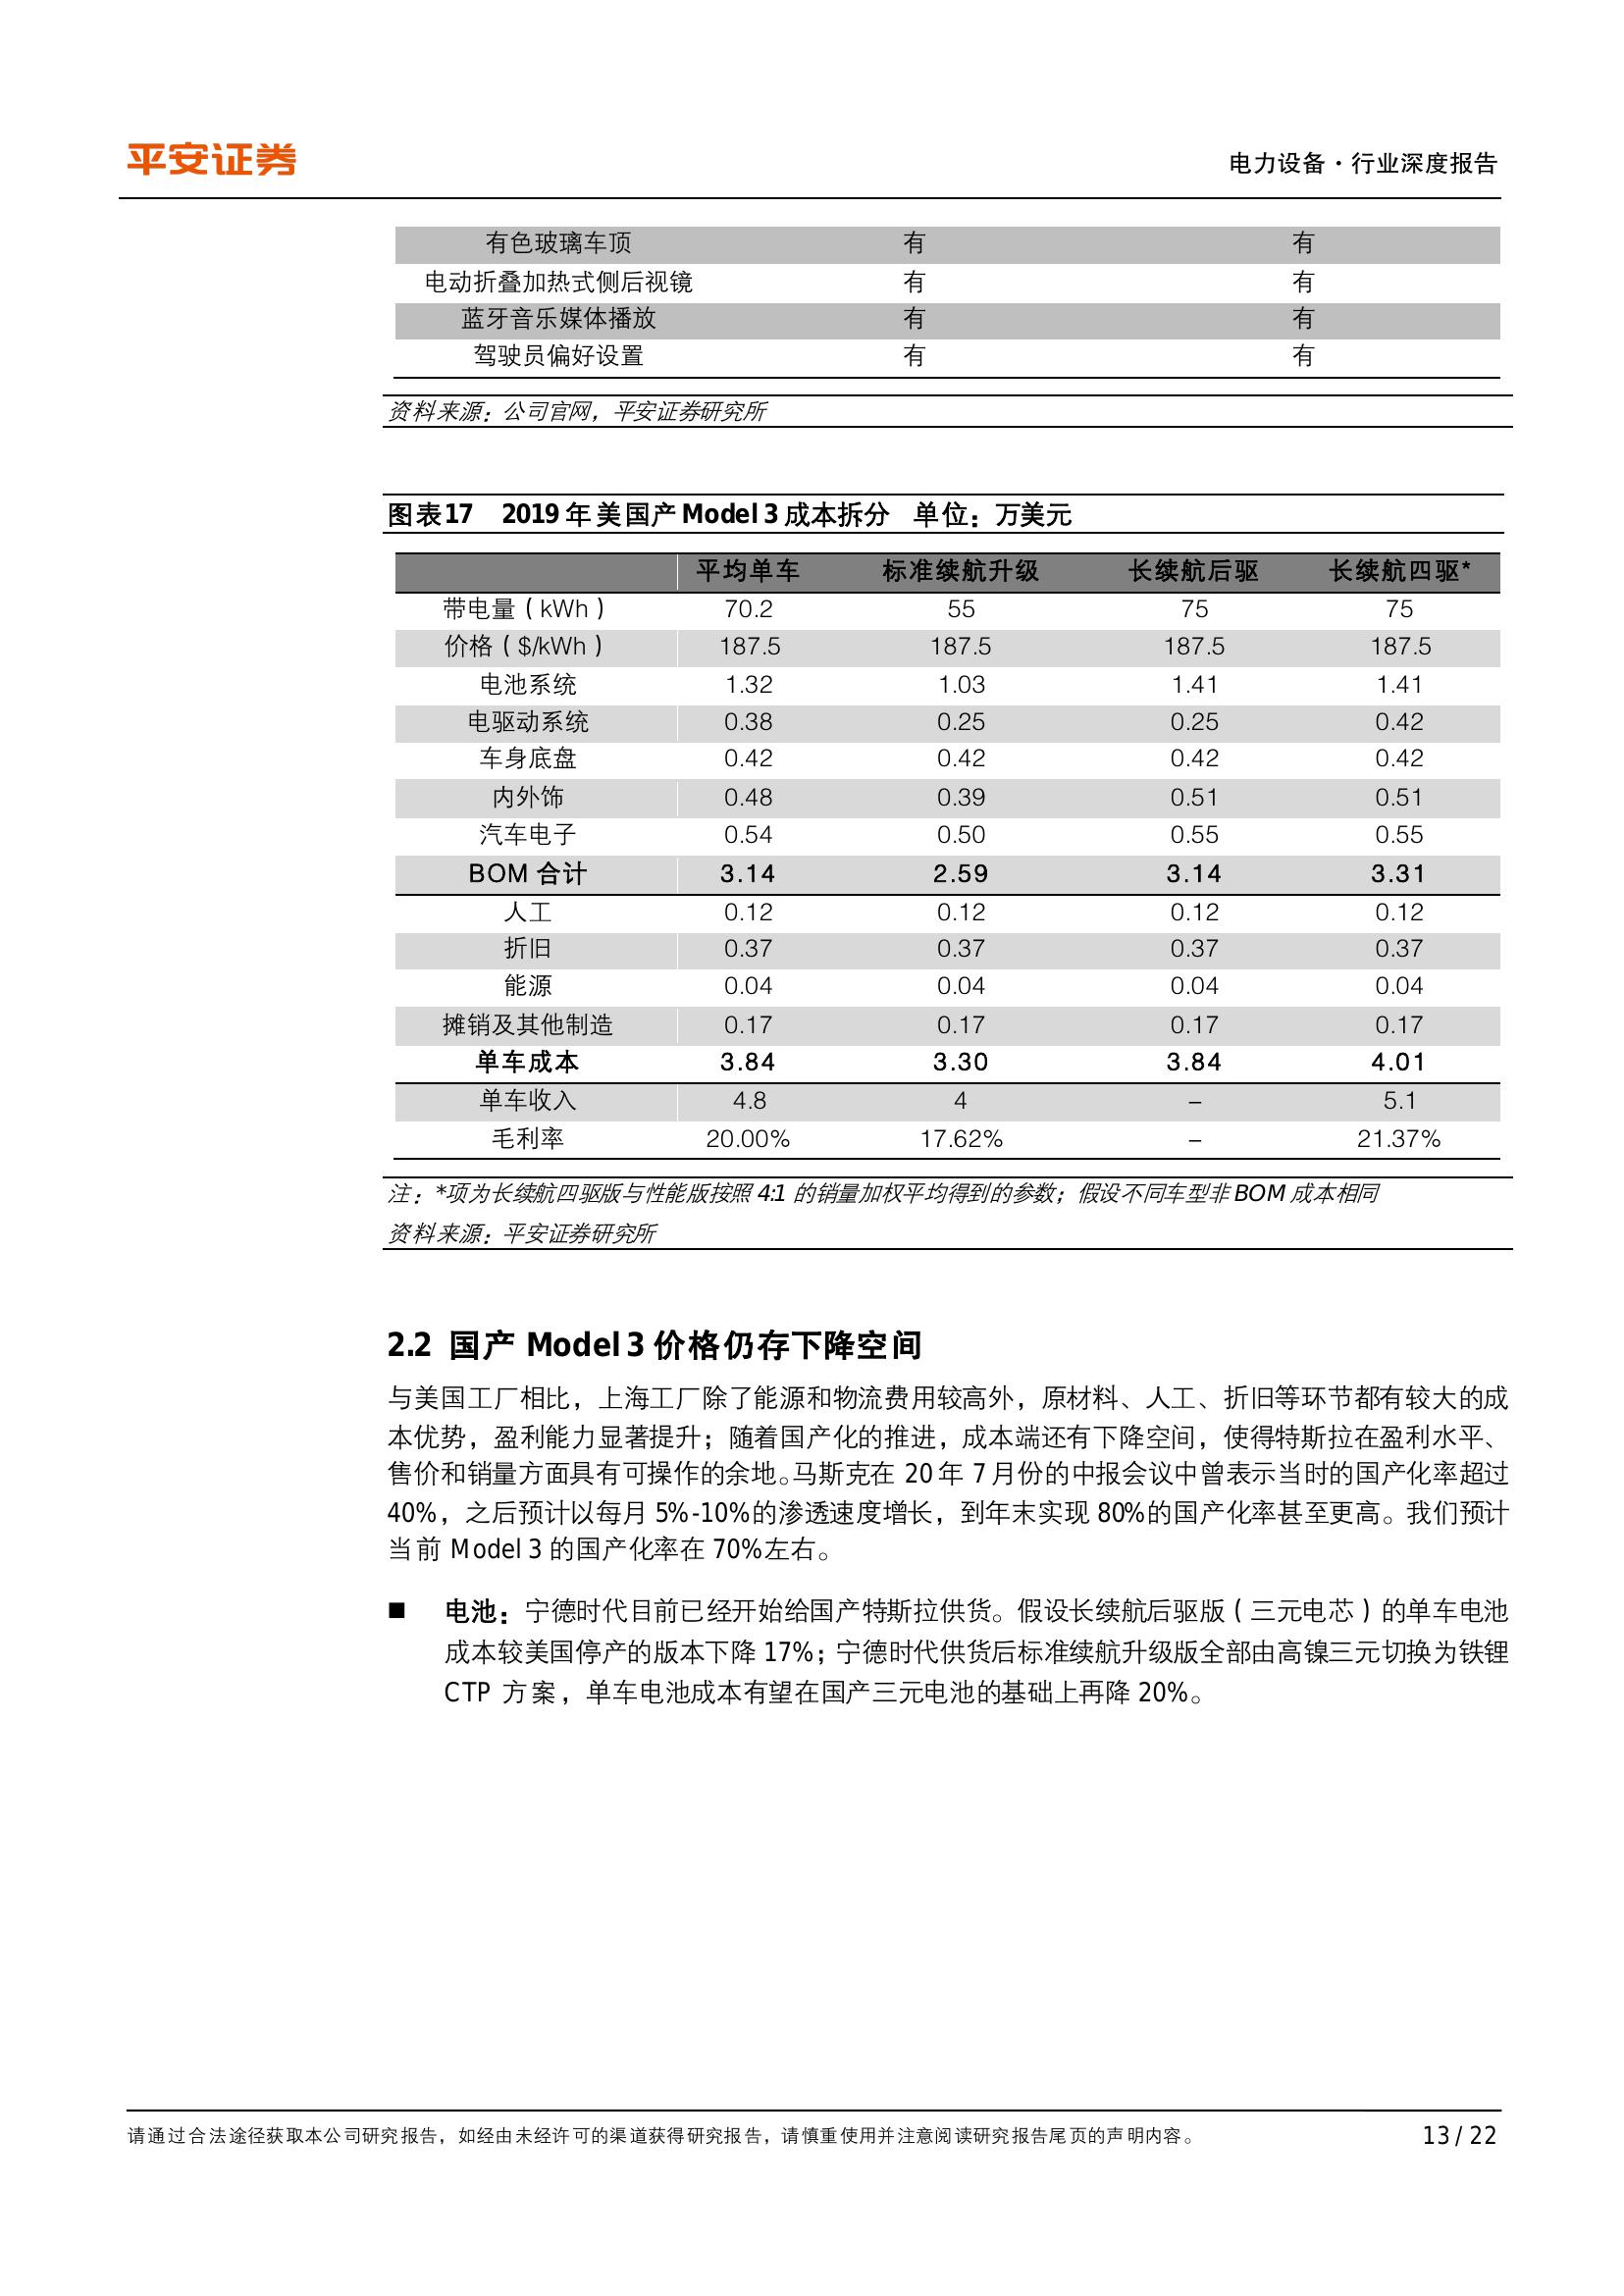 平安证券
电力设备·行业深度报告
有色玻璃车顶 有 有
电动折叠加热式侧后视镜 有 有
蓝牙音乐媒体播放 有 有
驾驶员偏好设置 有 有
资料来源：公司官网，平安证券研究所
图表17 2019年美国产Model 3成本拆分 单位：万美元
平均单车 标准续航升级 长续航后驱 长续航四驱*
带电量（kWh） 70.2 55 75 75
价格（$/kWh） 187.5 187.5 187.5 187.5
电池系统 1.32 1.03 1.41 1.41
电驱动系统 0.38 0.25 0.25 0.42
车身底盘 0.42 0.42 0.42 0.42
内外饰 0.48 0.39 0.51 0.51
汽车电子 0.54 0.50 0.55 0.55
BOM 合计 3.14 2.59 3.14 3.31
人工 0.12 0.12 0.12 0.12
折旧 0.37 0.37 0.37 0.37
能源 0.04 0.04 0.04 0.04
摊销及其他制造 0.17 0.17 0.17 0.17
单车成本 3.84 3.30 3.84 4.01
单车收入 4.8 4 – 5.1
毛利率 20.00% 17.62% – 21.37%
注：*项为长续航四驱版与性能版按照4:1的销量加权平均得到的参数；假设不同车型非BOM成本相同
资料来源：平安证券研究所
2.2 国产 Model 3 价格仍存下降空间
与美国工厂相比，上海工厂除了能源和物流费用较高外，原材料、人工、折旧等环节都有较大的成
本优势，盈利能力显著提升；随着国产化的推进，成本端还有下降空间，使得特斯拉在盈利水平、
售价和销量方面具有可操作的余地。马斯克在 20 年 7 月份的中报会议中曾表示当时的国产化率超过
40%，之后预计以每月 5%-10%的渗透速度增长，到年末实现 80%的国产化率甚至更高。我们预计
当前 Model 3 的国产化率在 70%左右。
■ 电池：宁德时代目前已经开始给国产特斯拉供货。假设长续航后驱版（三元电芯）的单车电池
成本较美国停产的版本下降 17%；宁德时代供货后标准续航升级版全部由高镍三元切换为铁锂
CTP 方案，单车电池成本有望在国产三元电池的基础上再降 20%。
请通过合法途径获取本公司研究报告，如经由未经许可的渠道获得研究报告，请慎重使用并注意阅读研究报告尾页的声明内容。
13 / 22